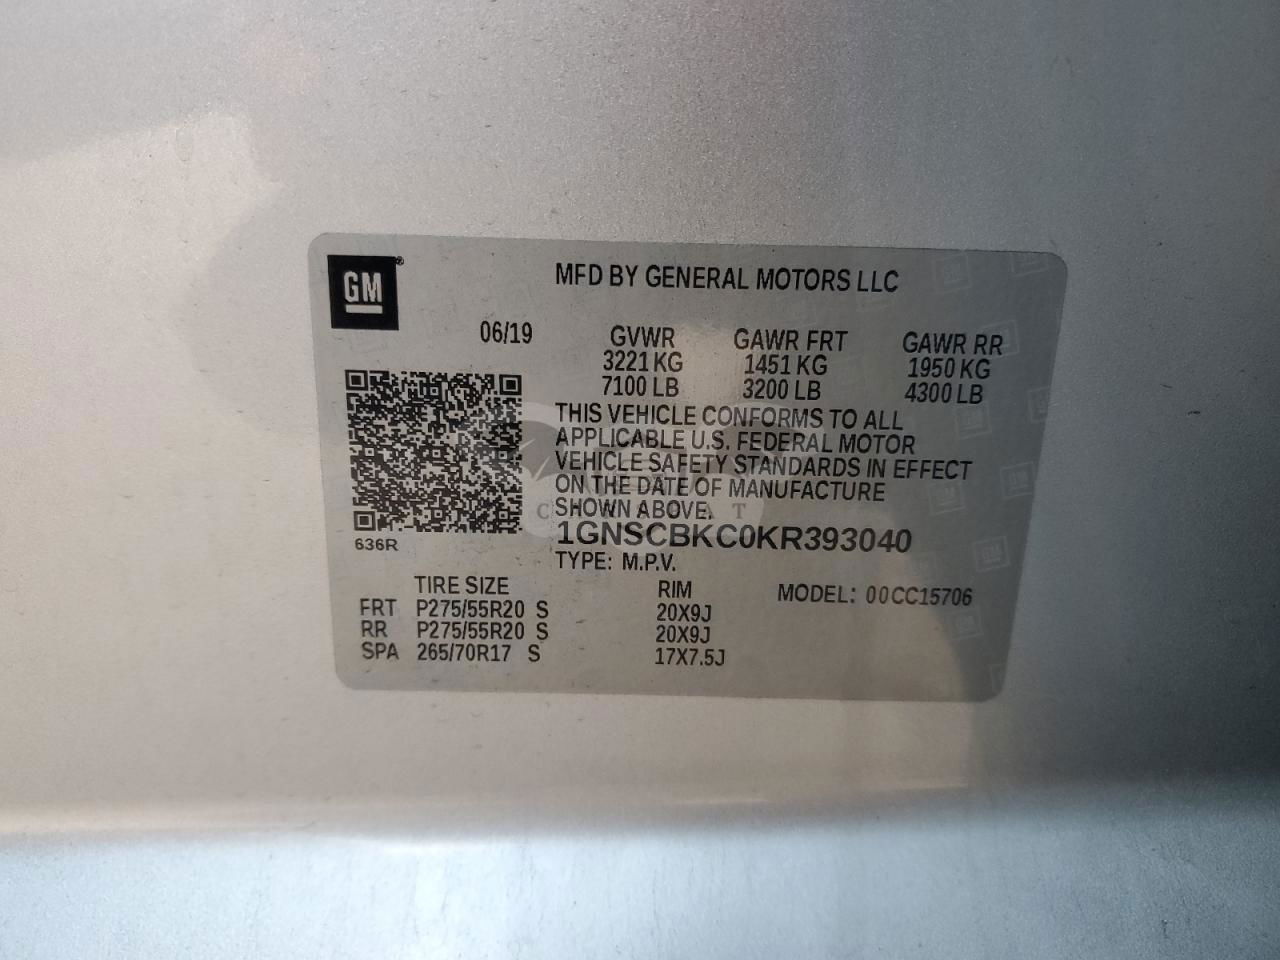 GM®
MFD BY GENERAL MOTORS LLC
06/19 GVWR GAWR FRT GAWR RR
3221 KG 1451 KG 1950 KG
7100 LB 3200 LB 4300 LB
THIS VEHICLE CONFORMS TO ALL
APPLICABLE U.S. FEDERAL MOTOR
VEHICLE SAFETY STANDARDS IN EFFECT
ON THE DATE OF MANUFACTURE
SHOWN ABOVE.
1GNSCBKC0KR393040
636R
TYPE: M.P.V.
TIRE SIZE RIM MODEL: 00CC15706
FRT P275/55R20 S 20X9J
RR P275/55R20 S 20X9J
SPA 265/70R17 S 17X7.5J